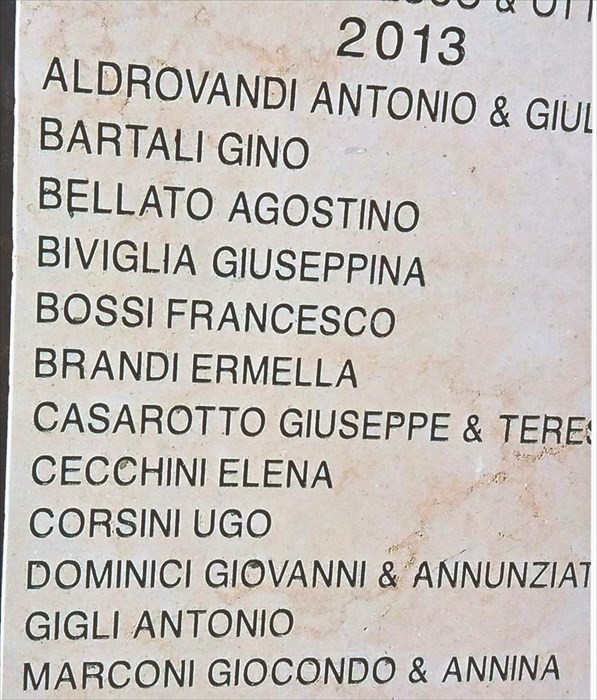 2013
ALDROVANDI ANTONIO & GIUL
BARTALI GINO
BELLATO AGOSTINO
BIVIGLIA GIUSEPPINA
BOSSI FRANCESCO
BRANDI ERMELLA
CASAROTTO GIUSEPPE & TERES
CECCHINI ELENA
CORSINI UGO
DOMINICI GIOVANNI & ANNUNZIAT
GIGLI ANTONIO
MARCONI GIOCONDO & ANNINA